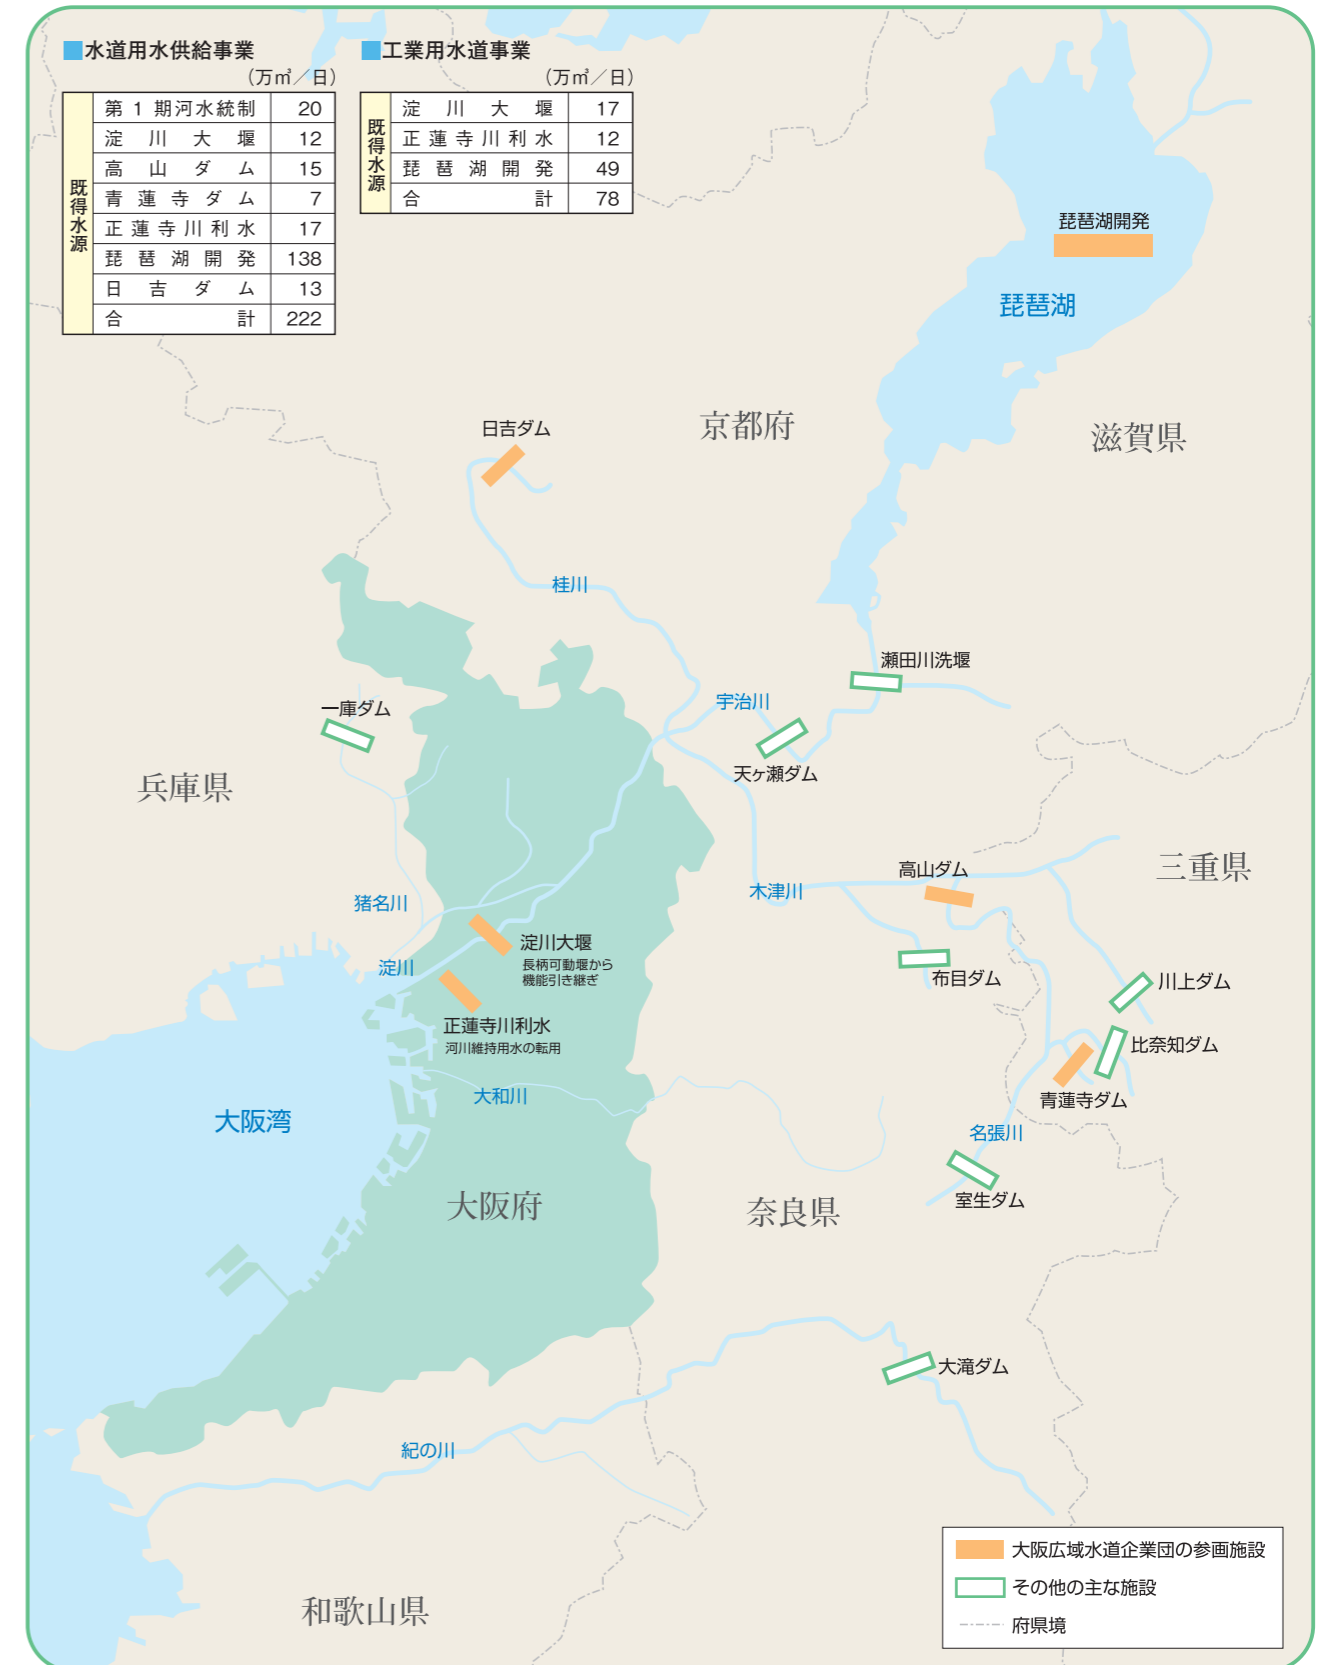 ■水道用水供給事業
(万㎥／日)
既得水源
第1期河水統制 20
淀川大堰 12
高山ダム 15
青蓮寺ダム 7
正蓮寺川利水 17
琵琶湖開発 138
日吉ダム 13
合計 222
■工業用水道事業
(万㎥／日)
既得水源
淀川大堰 17
正蓮寺川利水 12
琵琶湖開発 49
合計 78
琵琶湖開発
琵琶湖
京都府
滋賀県
日吉ダム
桂川
瀬田川洗堰
宇治川
一庫ダム
天ヶ瀬ダム
兵庫県
三重県
高山ダム
木津川
猪名川
淀川大堰
長柄可動堰から
機能引き継ぎ
淀川
布目ダム
川上ダム
正蓮寺川利水
河川維持用水の転用
比奈知ダム
大和川
青蓮寺ダム
大阪湾
名張川
大阪府
奈良県
室生ダム
大滝ダム
紀の川
和歌山県
大阪広域水道企業団の参画施設
その他の主な施設
府県境